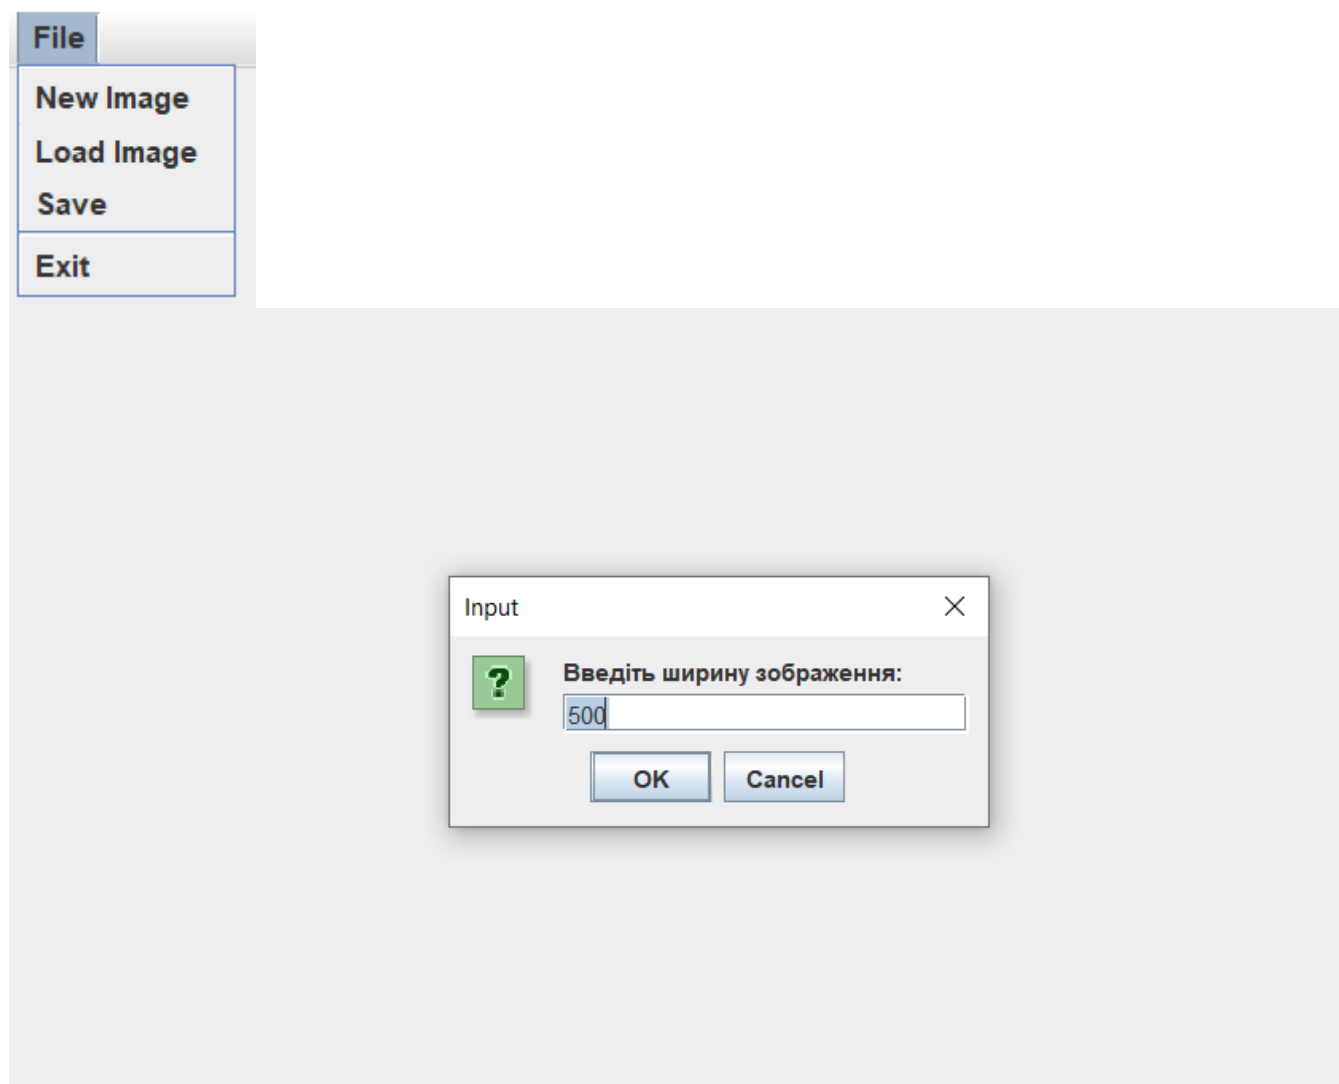 File
New Image
Load Image
Save
Exit
Input
Введіть ширину зображення:
500
OK Cancel